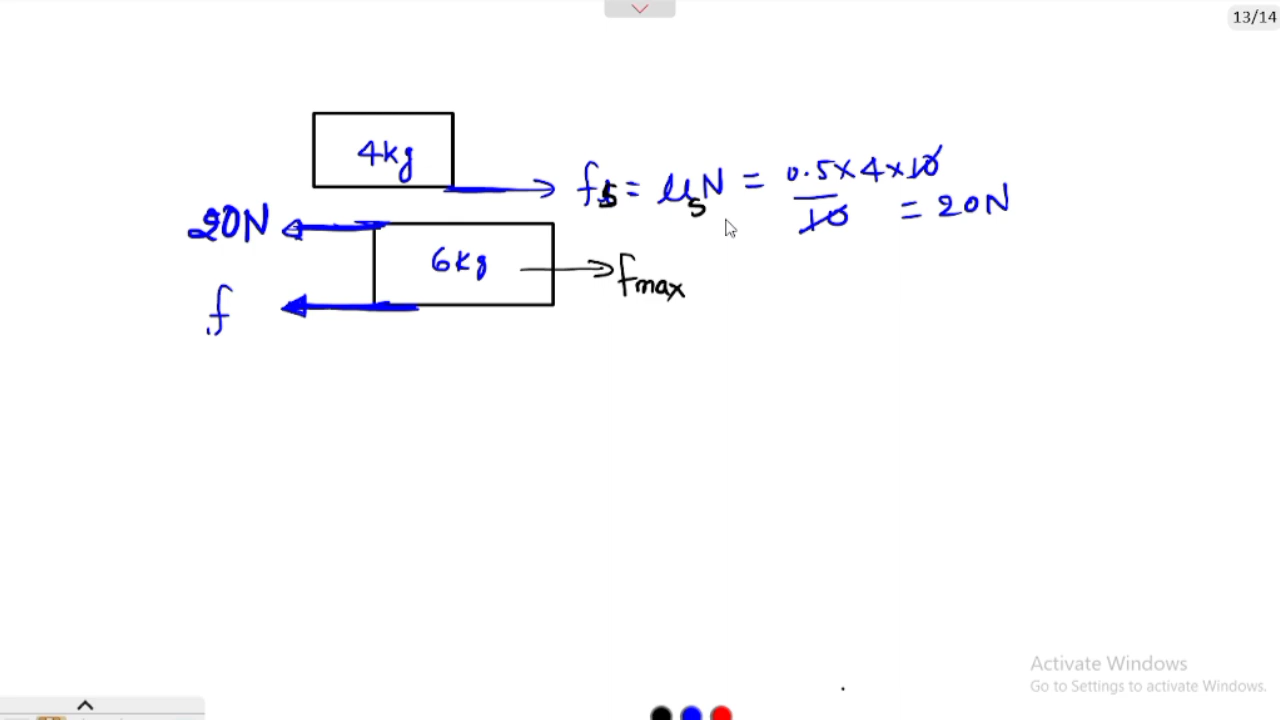 13/14
4kg
fs = μsN = 0.5×4×10/10 = 20N
20N
6kg
Fmax
f
Activate Windows
Go to Settings to activate Windows.